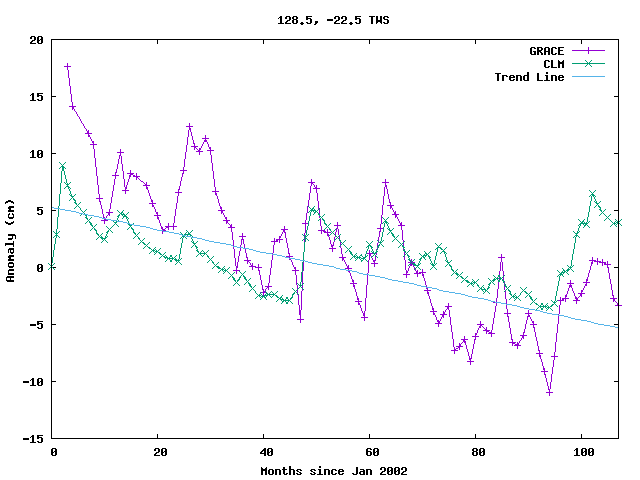 128.5, -22.5 TWS
GRACE
CLM
Trend Line
20
15
10
5
0
-5
-10
-15
Anomaly (cm)
0 20 40 60 80 100
Months since Jan 2002